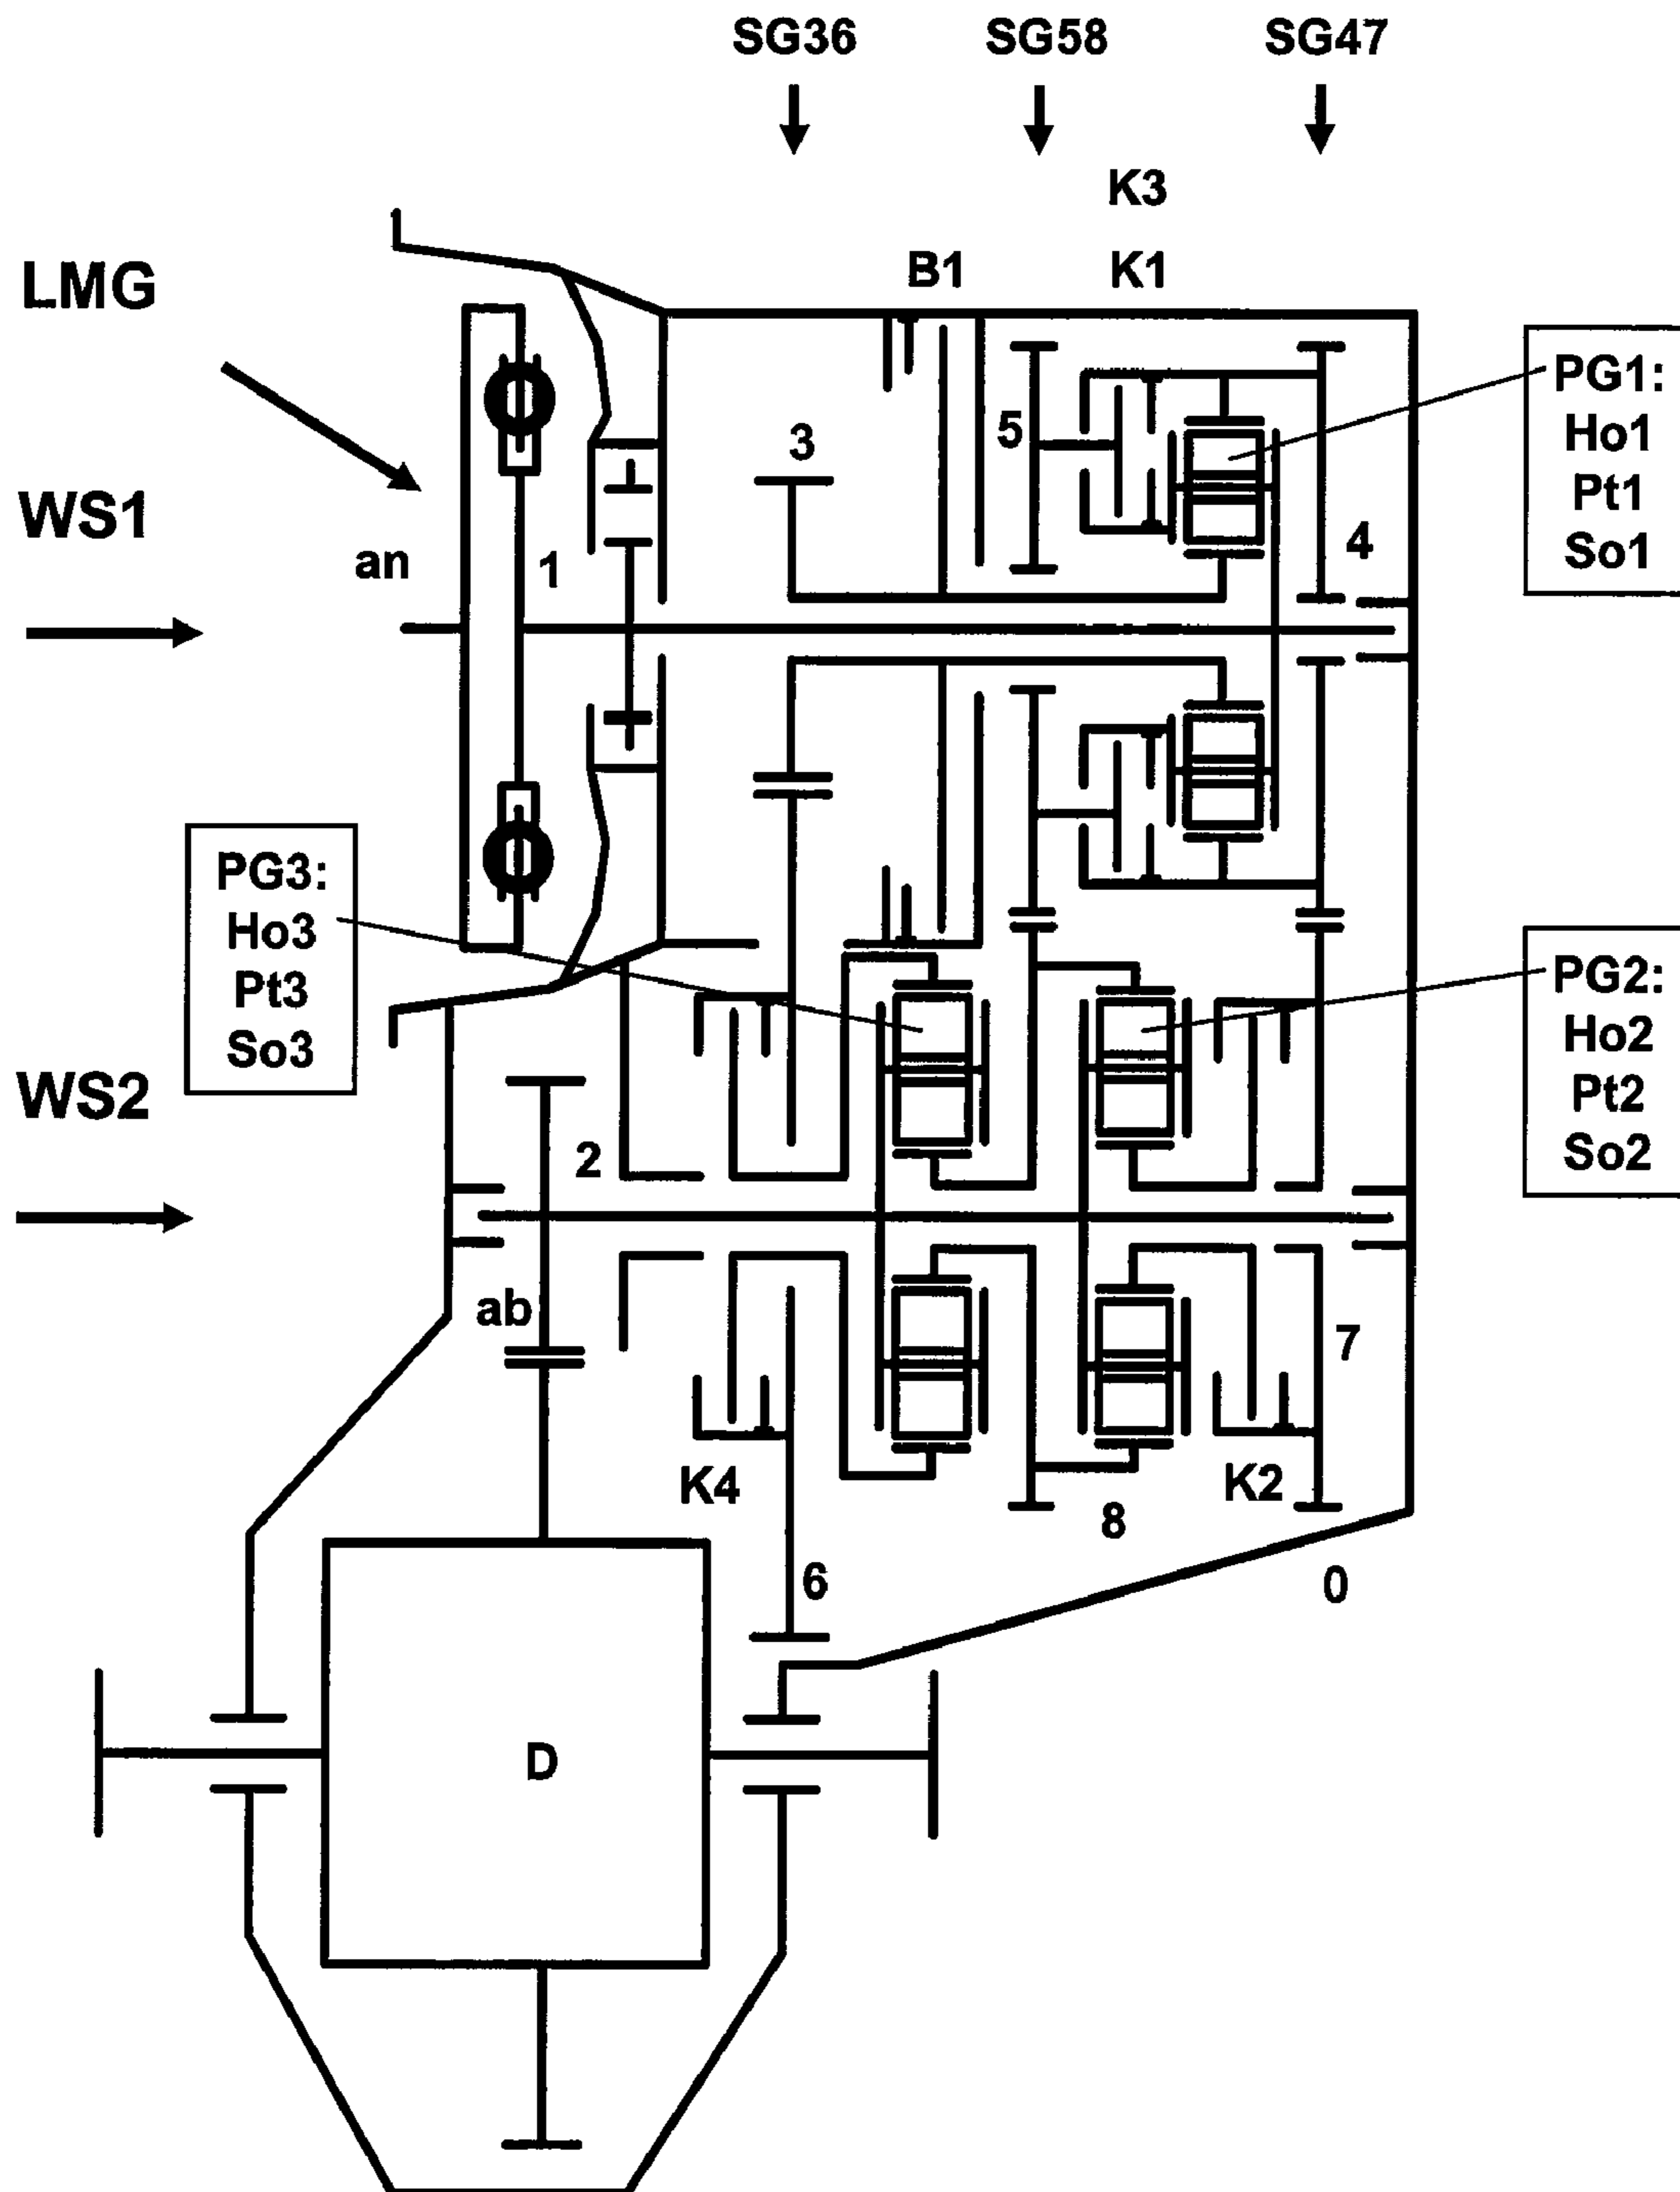 SG36 SG58 SG47
K3
LMG
B1 K1
PG1:
Ho1
Pt1
So1
3
5
WS1
an
1
4
PG3:
Ho3
Pt3
So3
PG2:
Ho2
Pt2
So2
WS2
2
ab
7
K4
K2
8
6
0
D